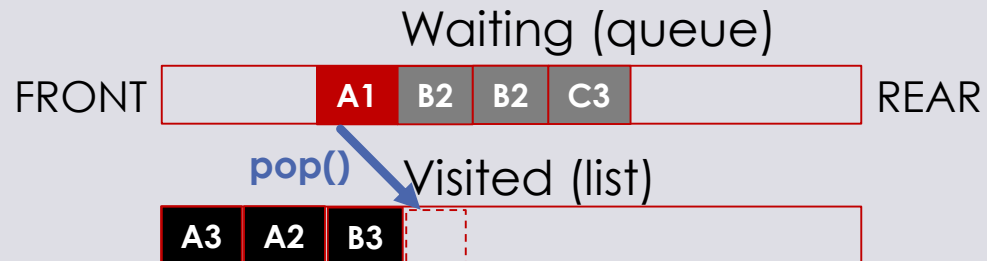 Waiting (queue)
FRONT A1 B2 B2 C3 REAR
pop() Visited (list)
A3 A2 B3